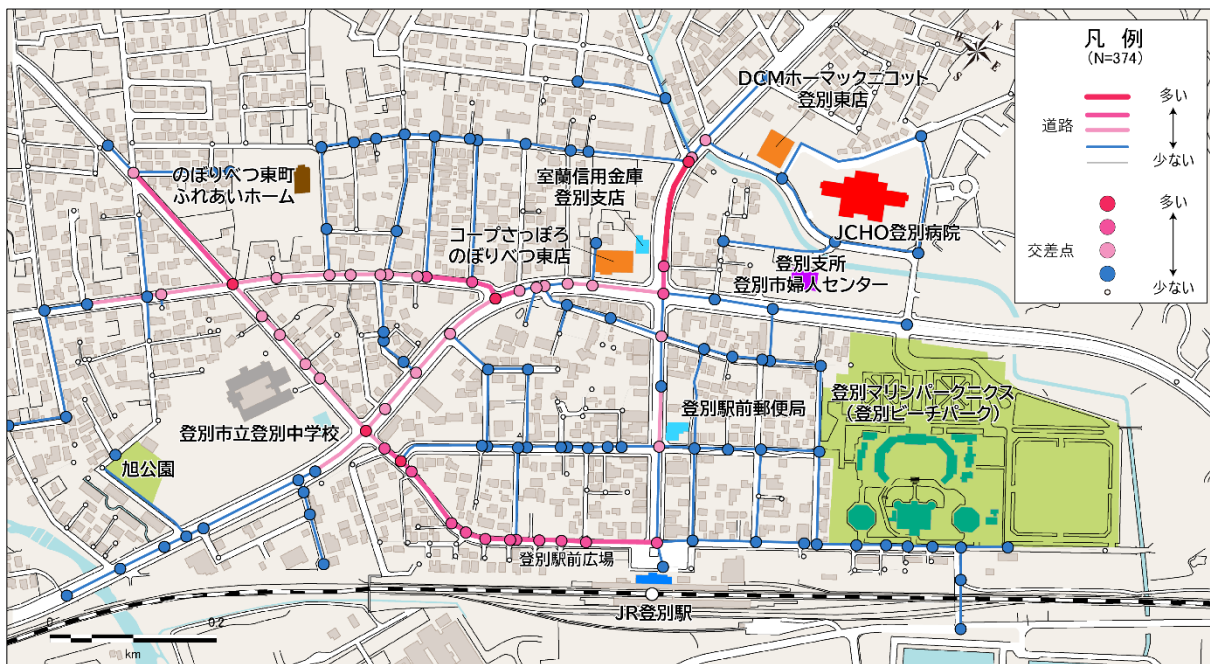 凡 例
(N=374)
道路
多い
少ない
交差点
多い
少ない
N
W
E
S
DCMホーマックニコット
登別東店
のぼりべつ東町
ふれあいホーム
室蘭信用金庫
登別支店
コープさっぽろ
のぼりべつ東店
JCHO登別病院
登別支所
登別市婦人センター
登別マリンパークニクス
(登別ビーチパーク)
登別駅前郵便局
登別市立登別中学校
旭公園
登別駅前広場
JR登別駅
0
0.2
km